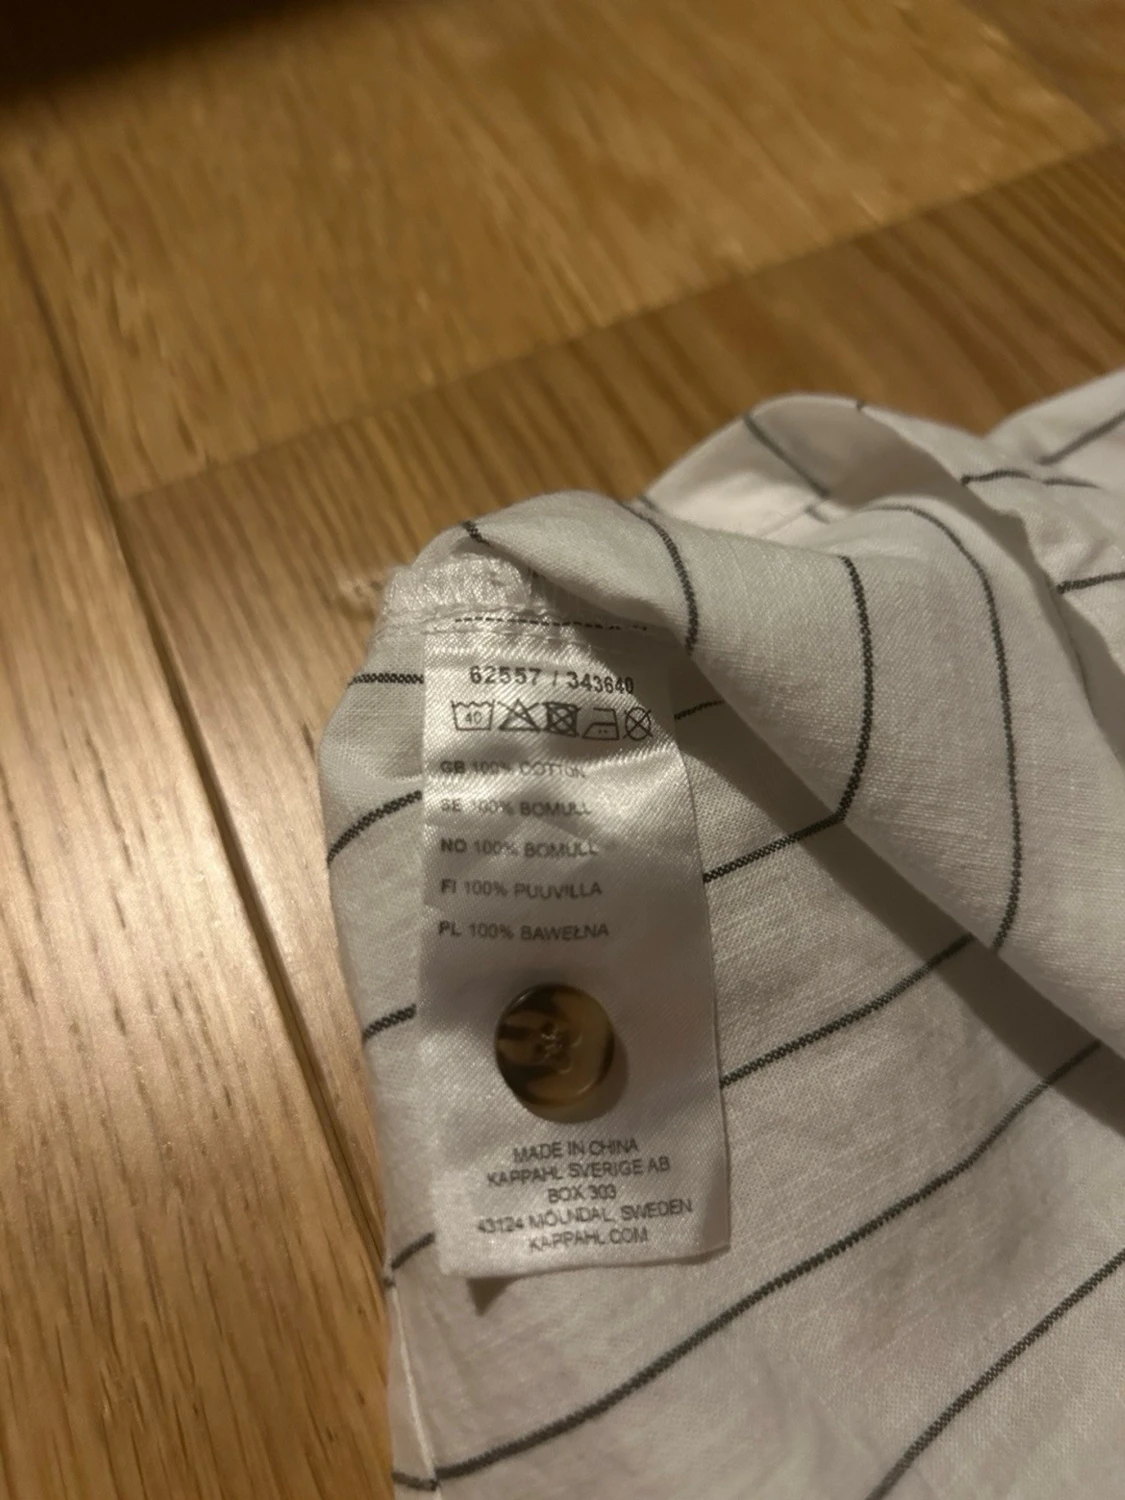 62557 / 343640
40
GB 100% COTTON
SE 100% BOMULL
NO 100% BOMULL
FI 100% PUUVILLA
PL 100% BAWEŁNA
MADE IN CHINA
KAPPAHL SVERIGE AB
BOX 303
43124 MÖLNDAL, SWEDEN
KAPPAHL.COM